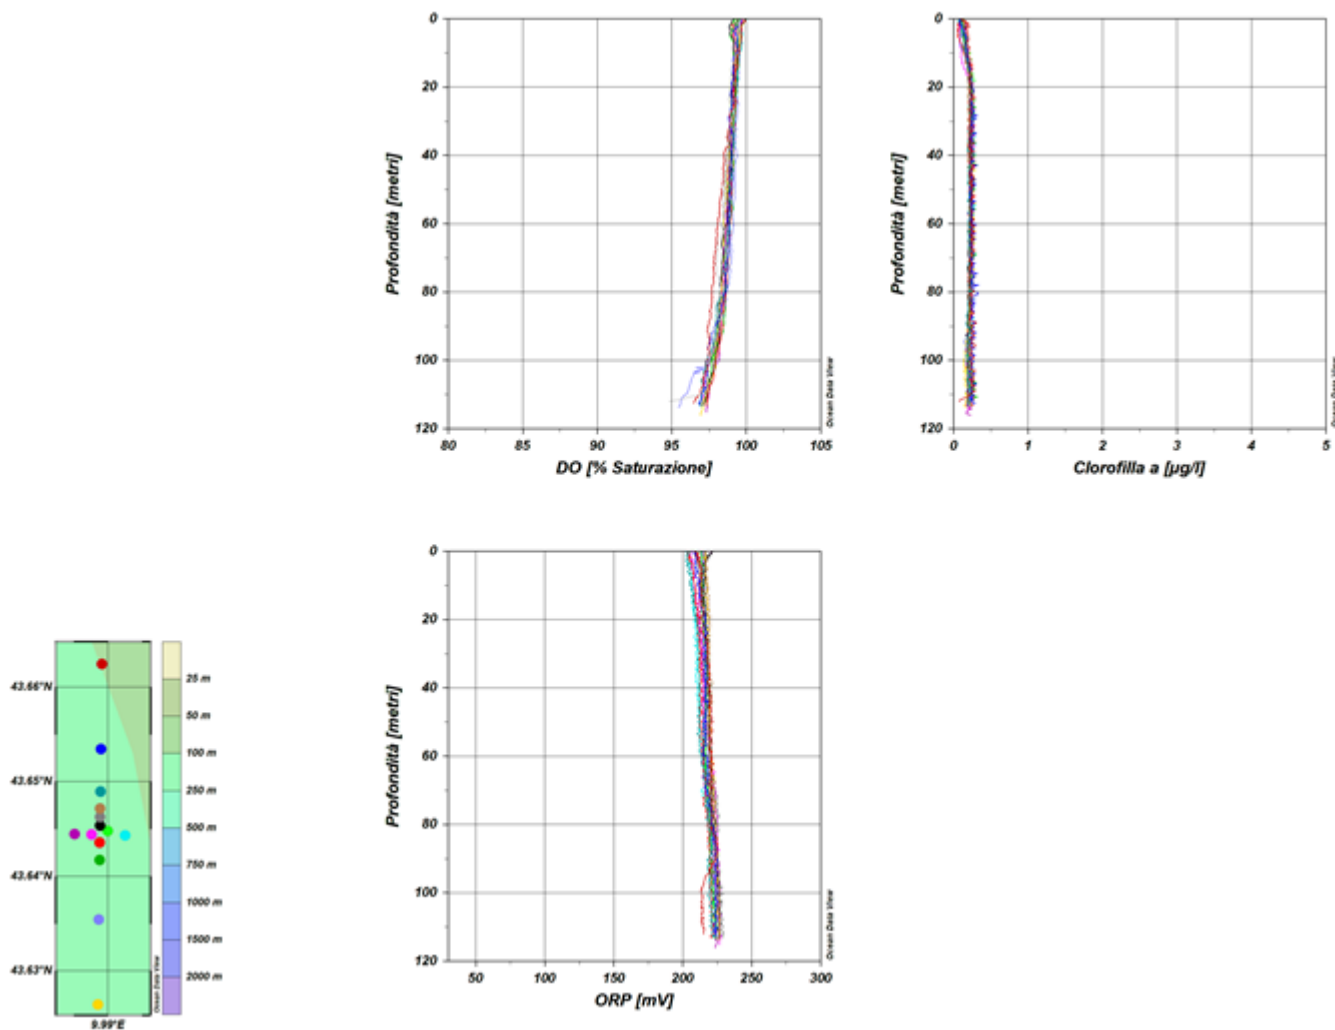 0
20
40
60
80
100
120
Profondità [metri]
80
85
90
95
100
105
DO [% Saturazione]
Ocean Data View
0
20
40
60
80
100
120
Profondità [metri]
0
1
2
3
4
5
Clorofilla a [µg/l]
Ocean Data View
0
20
40
60
80
100
120
Profondità [metri]
50
100
150
200
250
300
ORP [mV]
Ocean Data View
43.66°N
43.65°N
43.64°N
43.63°N
9.99°E
25 m
50 m
100 m
250 m
500 m
750 m
1000 m
1500 m
2000 m
Ocean Data View